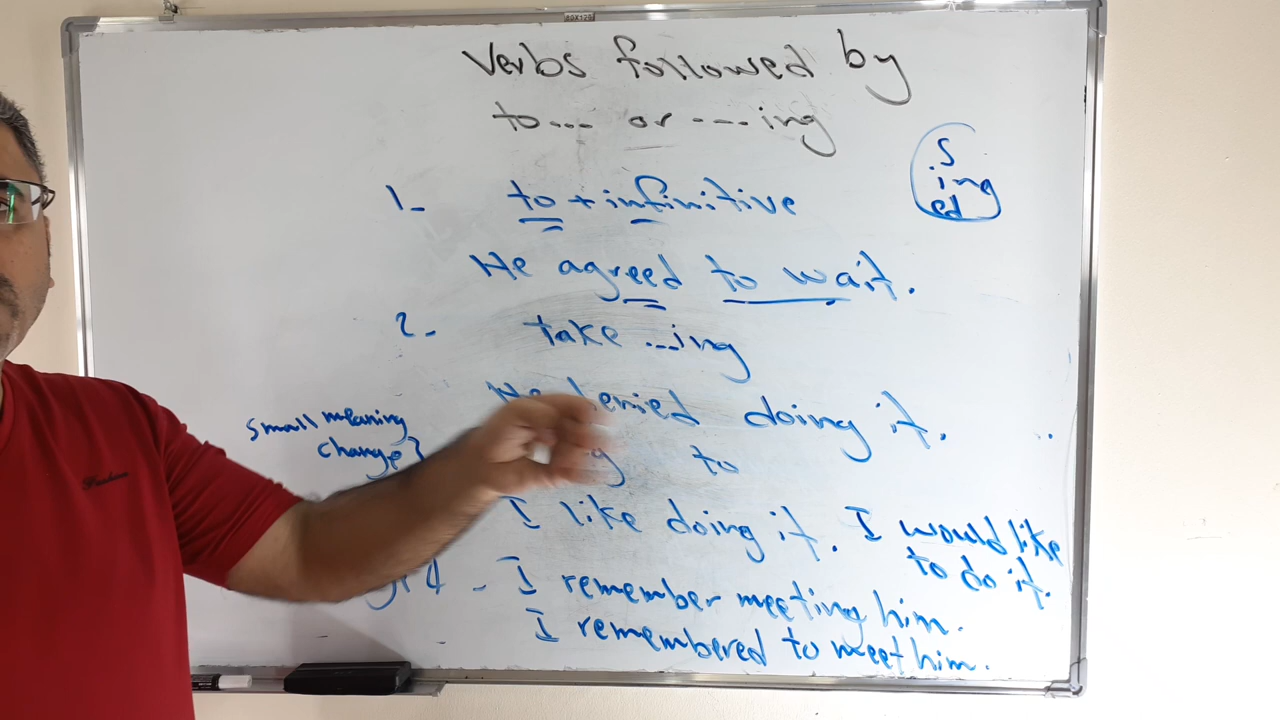 Verbs followed by
to... or ....ing
S
ing
ed
1- to + infinitive
He agreed to wait.
2- take ...ing
He denied doing it.
small meaning
change
to
I like doing it. I would like
to do it.
4 - I remember meeting him.
I remembered to meet him.